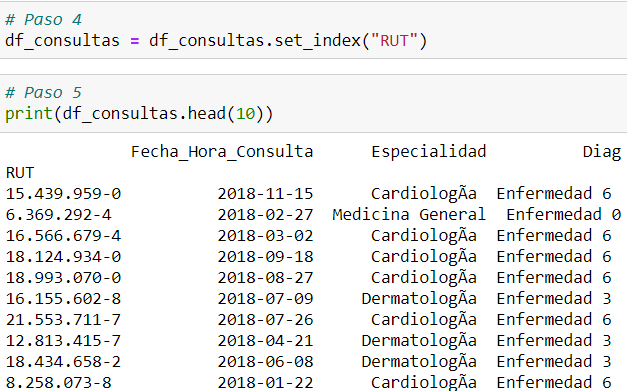 # Paso 4
df_consultas = df_consultas.set_index("RUT")
# Paso 5
print(df_consultas.head(10))
Fecha_Hora_Consulta Especialidad Diag
RUT
15.439.959-0 2018-11-15 CardiologÃa Enfermedad 6
6.369.292-4 2018-02-27 Medicina General Enfermedad 0
16.566.679-4 2018-03-02 CardiologÃa Enfermedad 6
18.124.934-0 2018-09-18 CardiologÃa Enfermedad 6
18.993.070-0 2018-08-27 CardiologÃa Enfermedad 6
16.155.602-8 2018-07-09 DermatologÃa Enfermedad 3
21.553.711-7 2018-07-26 CardiologÃa Enfermedad 6
12.813.415-7 2018-04-21 DermatologÃa Enfermedad 3
18.434.658-2 2018-06-08 DermatologÃa Enfermedad 3
8.258.073-8 2018-01-22 CardiologÃa Enfermedad 6